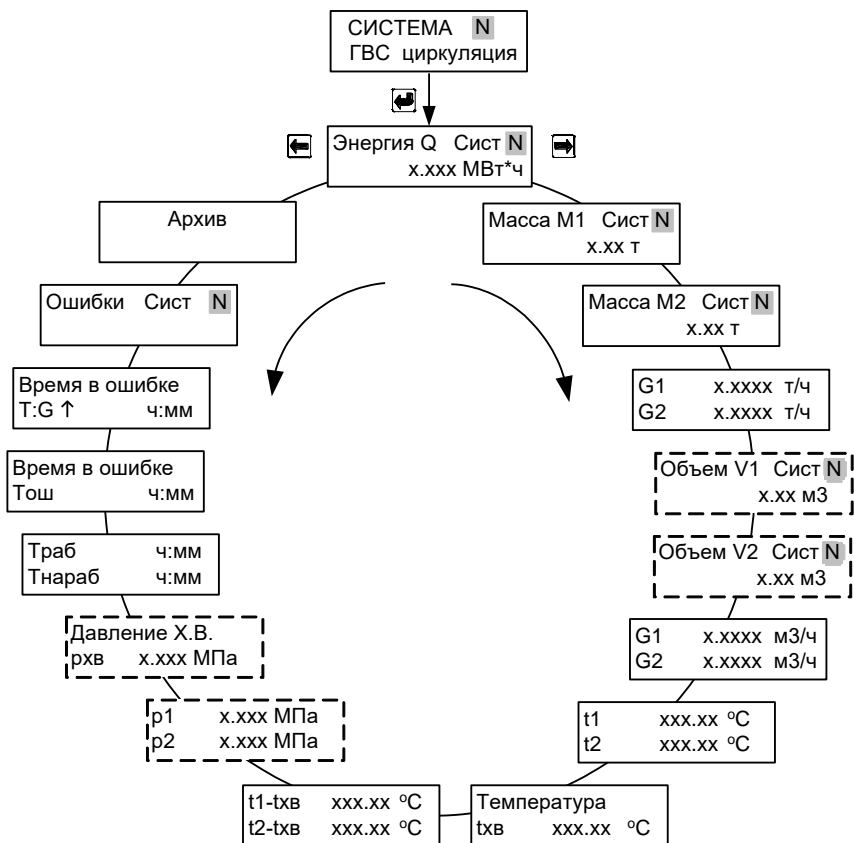 СИСТЕМА N
ГВС циркуляция
Энергия Q Сист N
x.xxx МВт*ч
Архив
Масса М1 Сист N
x.xx т
Ошибки Сист N
Масса М2 Сист N
x.xx т
Время в ошибке
T:G ↑ ч:мм
G1 x.xxxx т/ч
G2 x.xxxx т/ч
Время в ошибке
Тош ч:мм
Объем V1 Сист N
x.xx м3
Траб ч:мм
Тнараб ч:мм
Объем V2 Сист N
x.xx м3
Давление Х.В.
рхв x.xxx МПа
G1 x.xxxx м3/ч
G2 x.xxxx м3/ч
p1 x.xxx МПа
p2 x.xxx МПа
t1 xxx.xx ºC
t2 xxx.xx ºC
t1-tхв xxx.xx ºC
t2-tхв xxx.xx ºC
Температура
tхв xxx.xx ºC